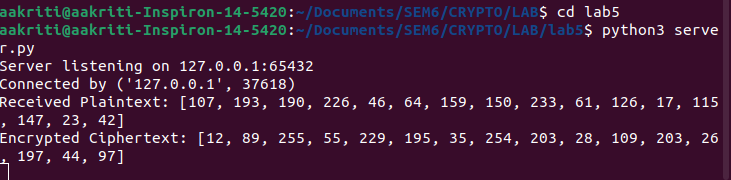 aakriti@aakriti-Inspiron-14-5420:~/Documents/SEM6/CRYPTO/LAB$ cd lab5
aakriti@aakriti-Inspiron-14-5420:~/Documents/SEM6/CRYPTO/LAB/lab5$ python3 serve
r.py
Server listening on 127.0.0.1:65432
Connected by ('127.0.0.1', 37618)
Received Plaintext: [107, 193, 190, 226, 46, 64, 159, 150, 233, 61, 126, 17, 115
, 147, 23, 42]
Encrypted Ciphertext: [12, 89, 255, 55, 229, 195, 35, 254, 203, 28, 109, 203, 26
, 197, 44, 97]